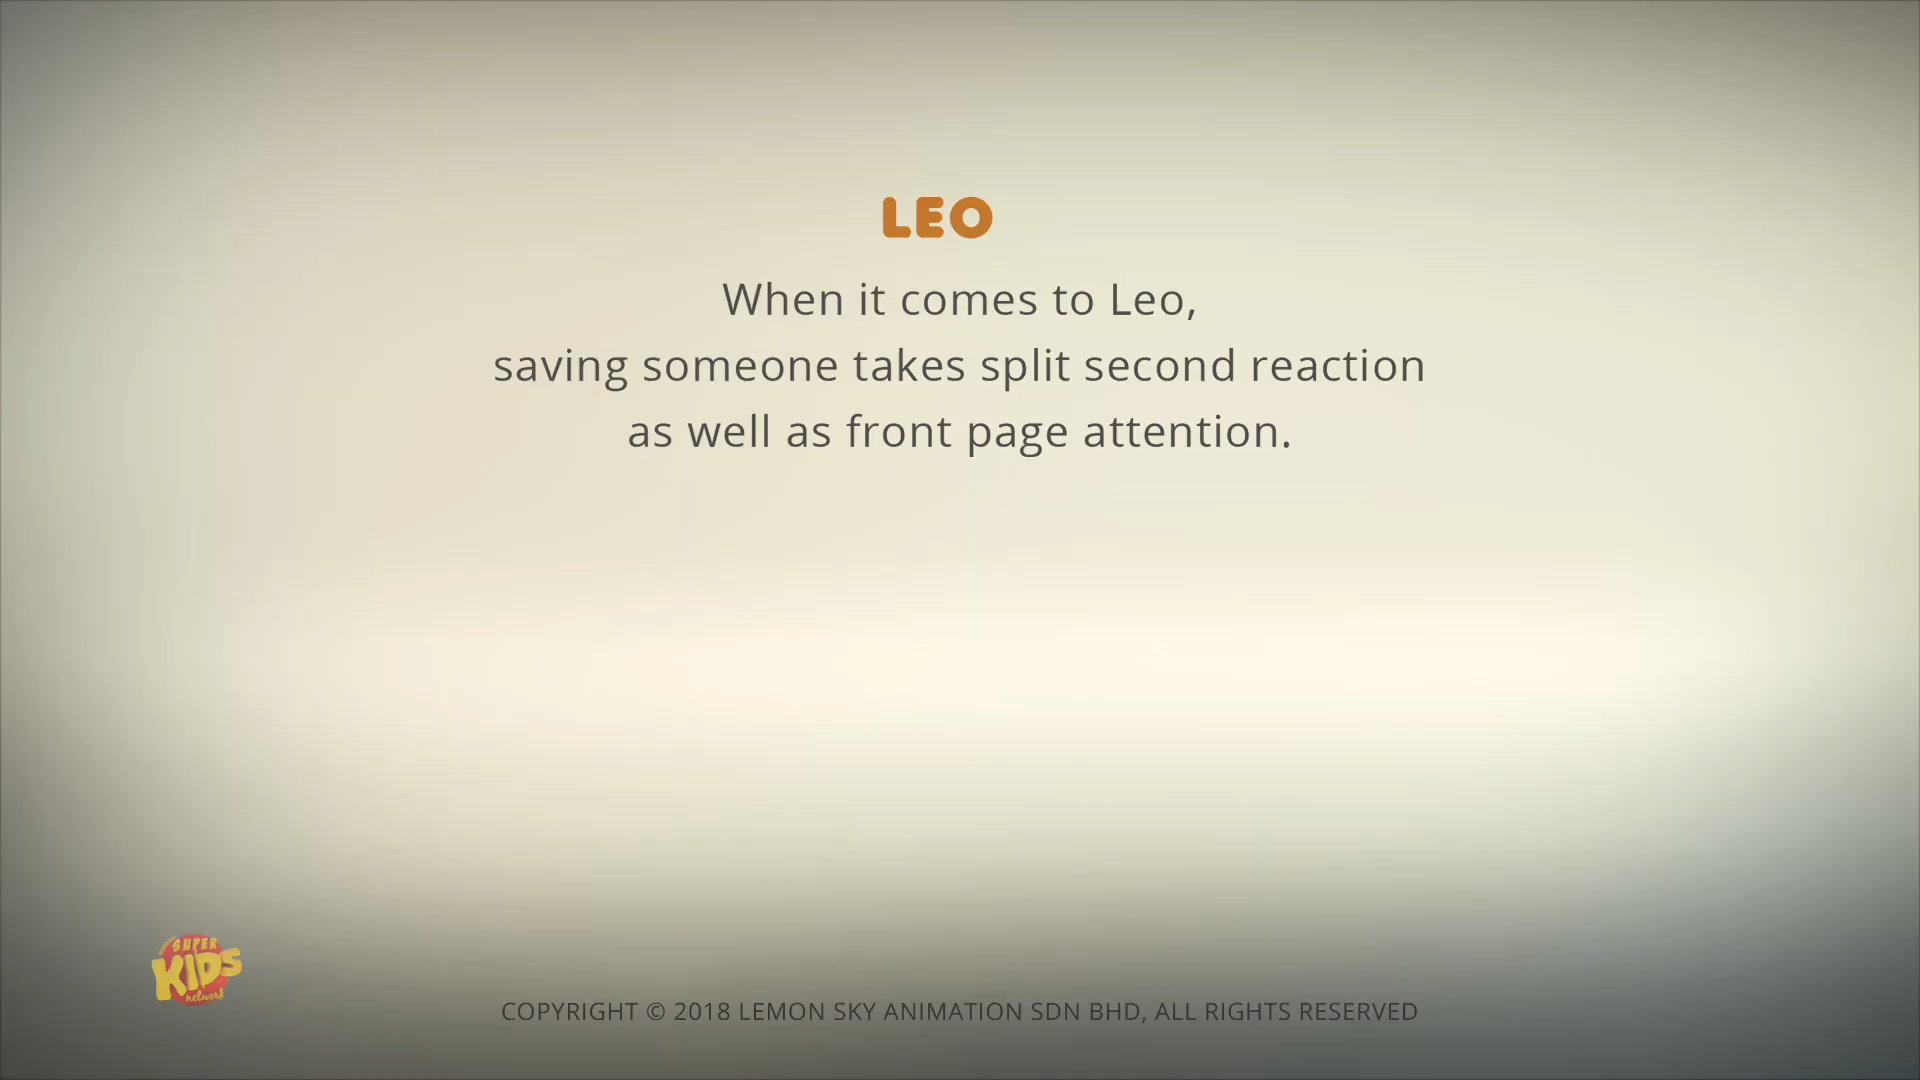 LEO
When it comes to Leo,
saving someone takes split second reaction
as well as front page attention.
SUPER
KIDS
network
COPYRIGHT © 2018 LEMON SKY ANIMATION SDN BHD, ALL RIGHTS RESERVED